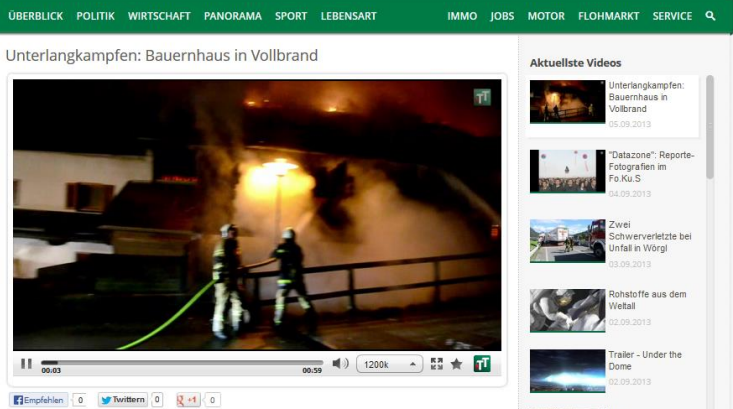 ÜBERBLICK POLITIK WIRTSCHAFT PANORAMA SPORT LEBENSART IMMO JOBS MOTOR FLOHMARKT SERVICE
Unterlangkampfen: Bauernhaus in Vollbrand
TT
00:03
00:59
1200k
TT
Empfehlen 0
Twittern 0
+1 0
Aktuellste Videos
Unterlangkampfen:
Bauernhaus in
Vollbrand
05.09.2013
"Datazone": Reporte-
Fotografien im
Fo.Ku.S
04.09.2013
Zwei
Schwerverletzte bei
Unfall in Wörgl
03.09.2013
Rohstoffe aus dem
Weltall
02.09.2013
Trailer - Under the
Dome
02.09.2013